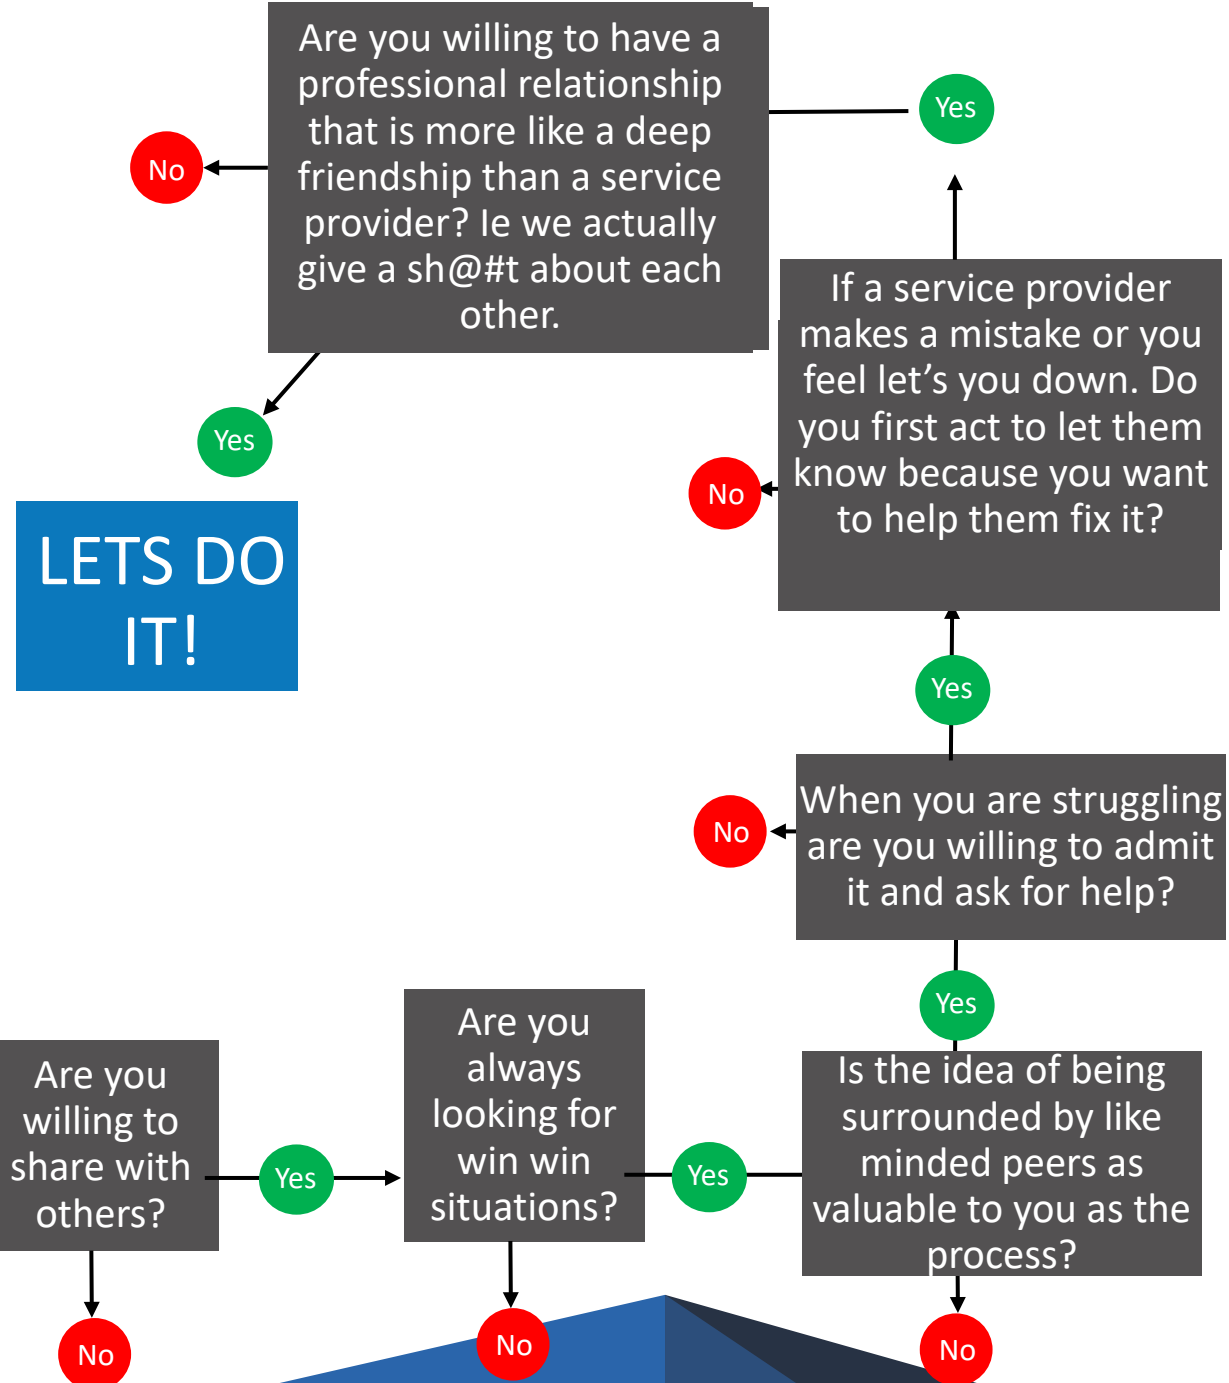 Are you willing to have a
professional relationship
that is more like a deep
friendship than a service
provider? Ie we actually
give a sh@#t about each
other.
Yes
No
If a service provider
makes a mistake or you
feel let’s you down. Do
you first act to let them
know because you want
to help them fix it?
Yes
No
LETS DO
IT!
Yes
When you are struggling
are you willing to admit
it and ask for help?
No
Yes
Are you
willing to
share with
others?
Yes
Are you
always
looking for
win win
situations?
Yes
Is the idea of being
surrounded by like
minded peers as
valuable to you as the
process?
No
No
No